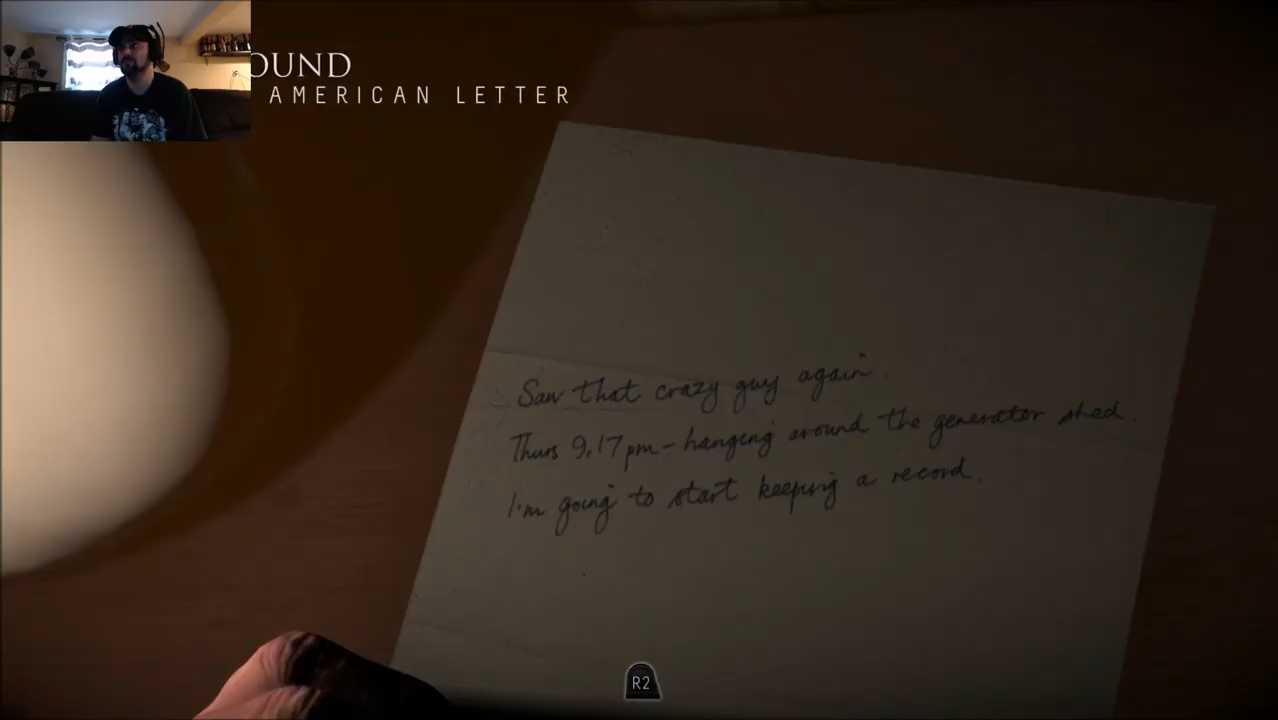 OUND
AMERICAN LETTER
Saw that crazy guy again.
Thurs 9.17pm - hanging around the generator shed.
I'm going to start keeping a record.
R2